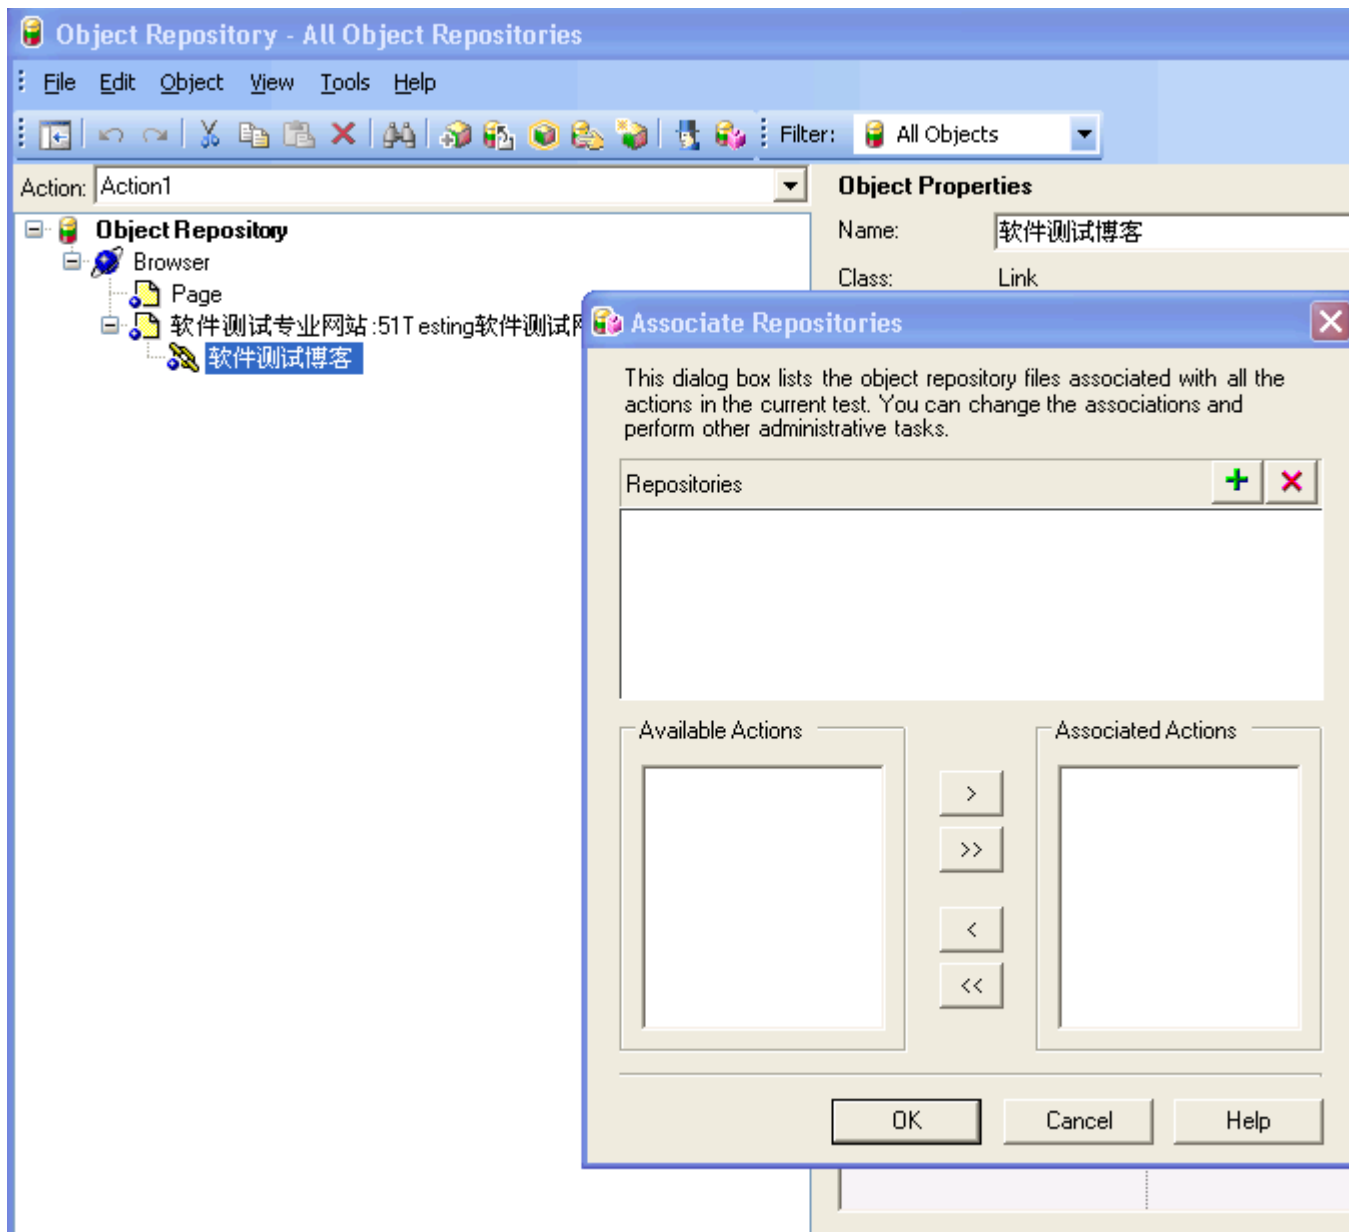 Object Repository - All Object Repositories
File Edit Object View Tools Help
Filter: All Objects
Action: Action1
Object Properties
Object Repository
Name: 软件测试博客
Browser
Class: Link
Page
软件测试专业网站:51Testing软件测试
软件测试博客
Associate Repositories
This dialog box lists the object repository files associated with all the
actions in the current test. You can change the associations and
perform other administrative tasks.
Repositories
Available Actions
Associated Actions
>
>>
<
<<
OK Cancel Help